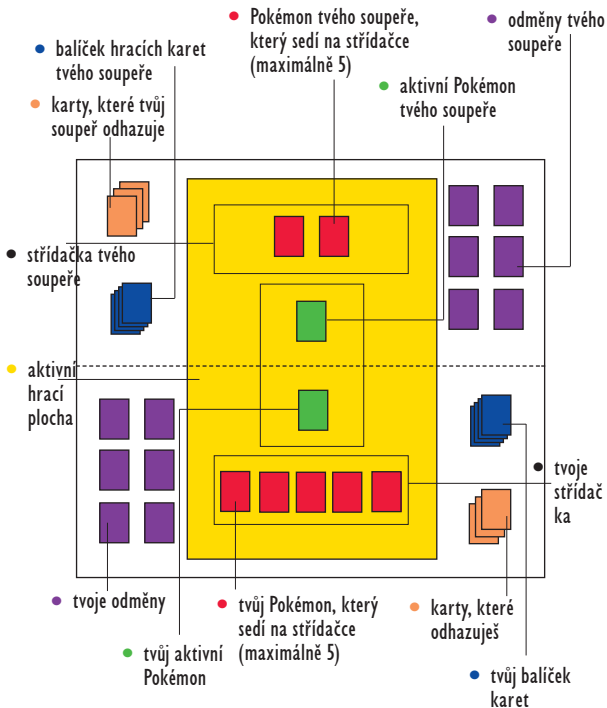 balíček hracích karet
tvého soupeře
karty, které tvůj
soupeř odhazuje
Pokémon tvého soupeře,
který sedí na střídačce
(maximálně 5)
aktivní Pokémon
tvého soupeře
odměny tvého
soupeře
střídačka tvého
soupeře
aktivní
hrací
plocha
tvoje
střídač
ka
tvoje odměny
tvůj aktivní
Pokémon
tvůj Pokémon, který
sedí na střídačce
(maximálně 5)
karty, které
odhazuješ
tvůj balíček
karet